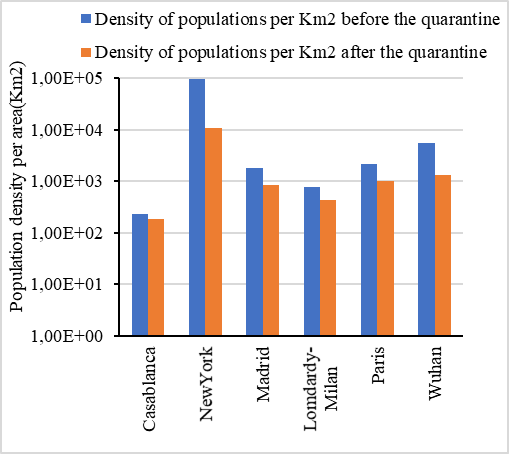 Density of populations per Km2 before the quarantine
Density of populations per Km2 after the quarantine
Population density per area(Km2)
1,00E+05
1,00E+04
1,00E+03
1,00E+02
1,00E+01
1,00E+00
Casablanca
NewYork
Madrid
Lomdardy-
Milan
Paris
Wuhan